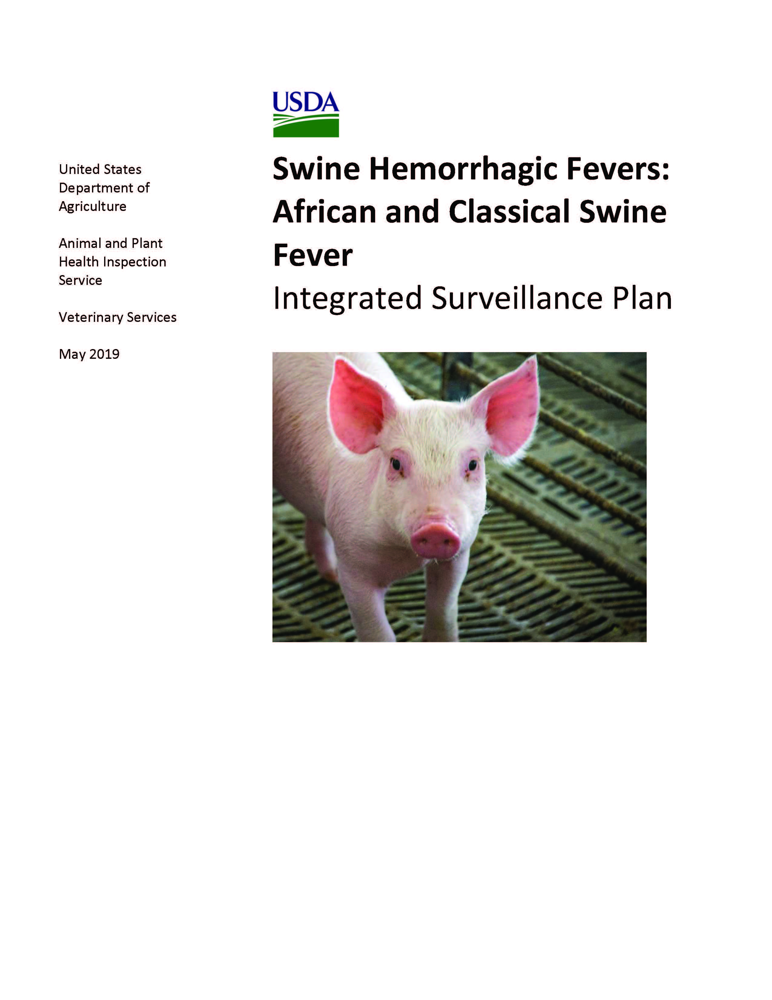 USDA
United States
Department of
Agriculture
Animal and Plant
Health Inspection
Service
Veterinary Services
May 2019
Swine Hemorrhagic Fevers:
African and Classical Swine
Fever
Integrated Surveillance Plan